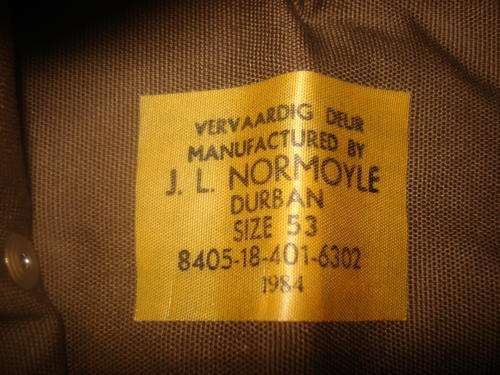 VERVAARDIG DEUR
MANUFACTURED BY
J. L. NORMOYLE
DURBAN
SIZE 53
8405-18-401-6302
1984